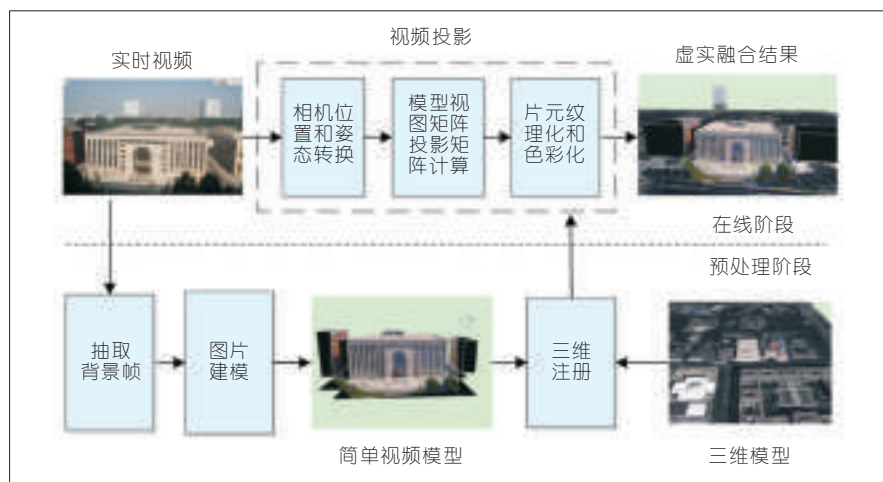 视频投影
实时视频
虚实融合结果
相机位
置和姿
态转换
模型视
图矩阵
投影矩
阵计算
片元纹
理化和
色彩化
在线阶段
预处理阶段
抽取
背景帧
图片
建模
三维
注册
简单视频模型
三维模型